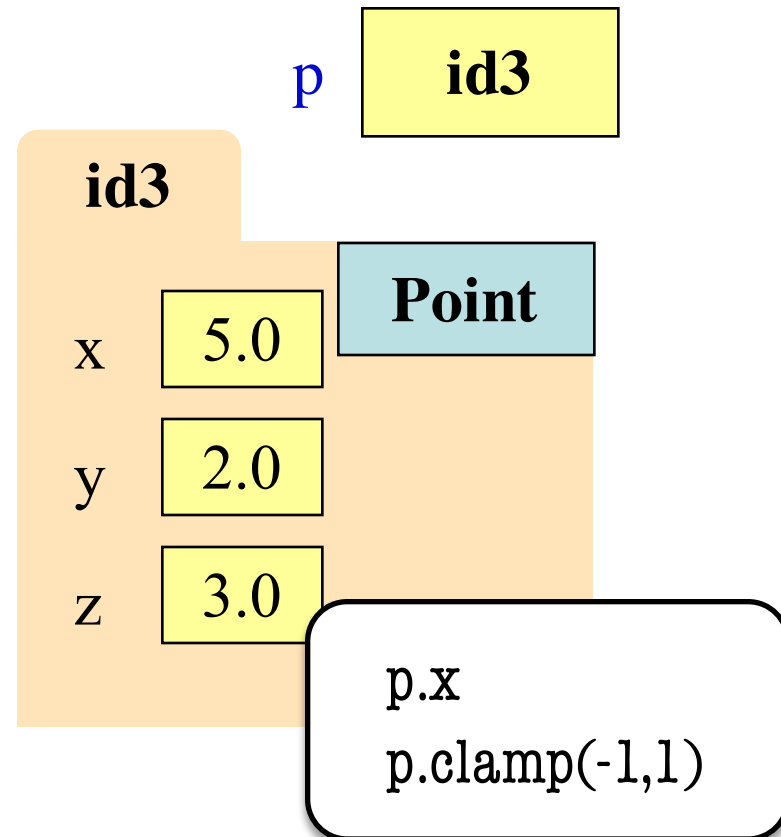 p id3
id3
Point
x 5.0
y 2.0
z 3.0
p.x
p.clamp(-1,1)